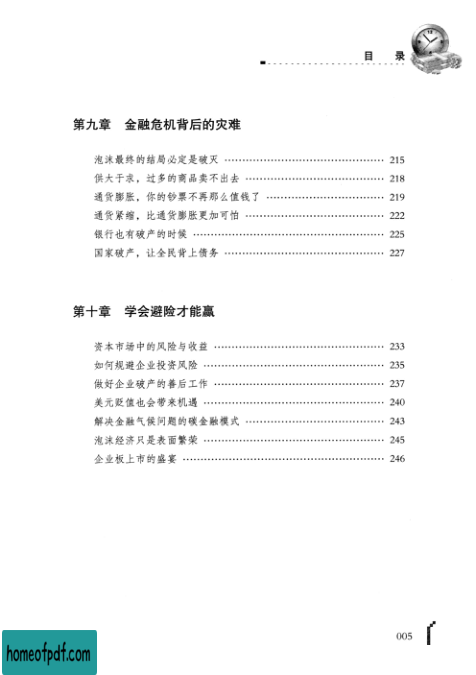 目 录
第九章 金融危机背后的灾难
泡沫最终的结局必定是破灭 …………………………………… 215
供大于求，过多的商品卖不出去 …………………………………… 218
通货膨胀，你的钞票不再那么值钱了 …………………………………… 219
通货紧缩，比通货膨胀更加可怕 …………………………………… 222
银行也有破产的时候 …………………………………… 225
国家破产，让全民背上债务 …………………………………… 227
第十章 学会避险才能赢
资本市场中的风险与收益 …………………………………… 233
如何规避企业投资风险 …………………………………… 235
做好企业破产的善后工作 …………………………………… 237
美元贬值也会带来机遇 …………………………………… 240
解决金融气候问题的碳金融模式 …………………………………… 243
泡沫经济只是表面繁荣 …………………………………… 245
企业板上市的盛宴 …………………………………… 246
005
homeofpdf.com